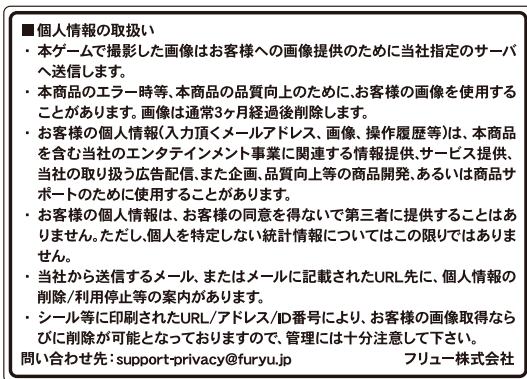 ■個人情報の取扱い
・本ゲームで撮影した画像はお客様への画像提供のために当社指定のサーバ
へ送信します。
・本商品のエラー時等、本商品の品質向上のために、お客様の画像を使用する
ことがあります。画像は通常3ヶ月経過後削除します。
・お客様の個人情報(入力頂くメールアドレス、画像、操作履歴等)は、本商品
を含む当社のエンタテインメント事業に関連する情報提供、サービス提供、
当社の取り扱う広告配信、また企画、品質向上等の商品開発、あるいは商品サ
ポートのために使用することがあります。
・お客様の個人情報は、お客様の同意を得ないで第三者に提供することはあ
りません。ただし、個人を特定しない統計情報についてはこの限りではありま
せん。
・当社から送信するメール、またはメールに記載されたURL先に、個人情報の
削除/利用停止等の案内があります。
・シール等に印刷されたURL/アドレス/ID番号により、お客様の画像取得なら
びに削除が可能となっておりますので、管理には十分注意して下さい。
問い合わせ先:support-privacy@furyu.jp フリュー株式会社